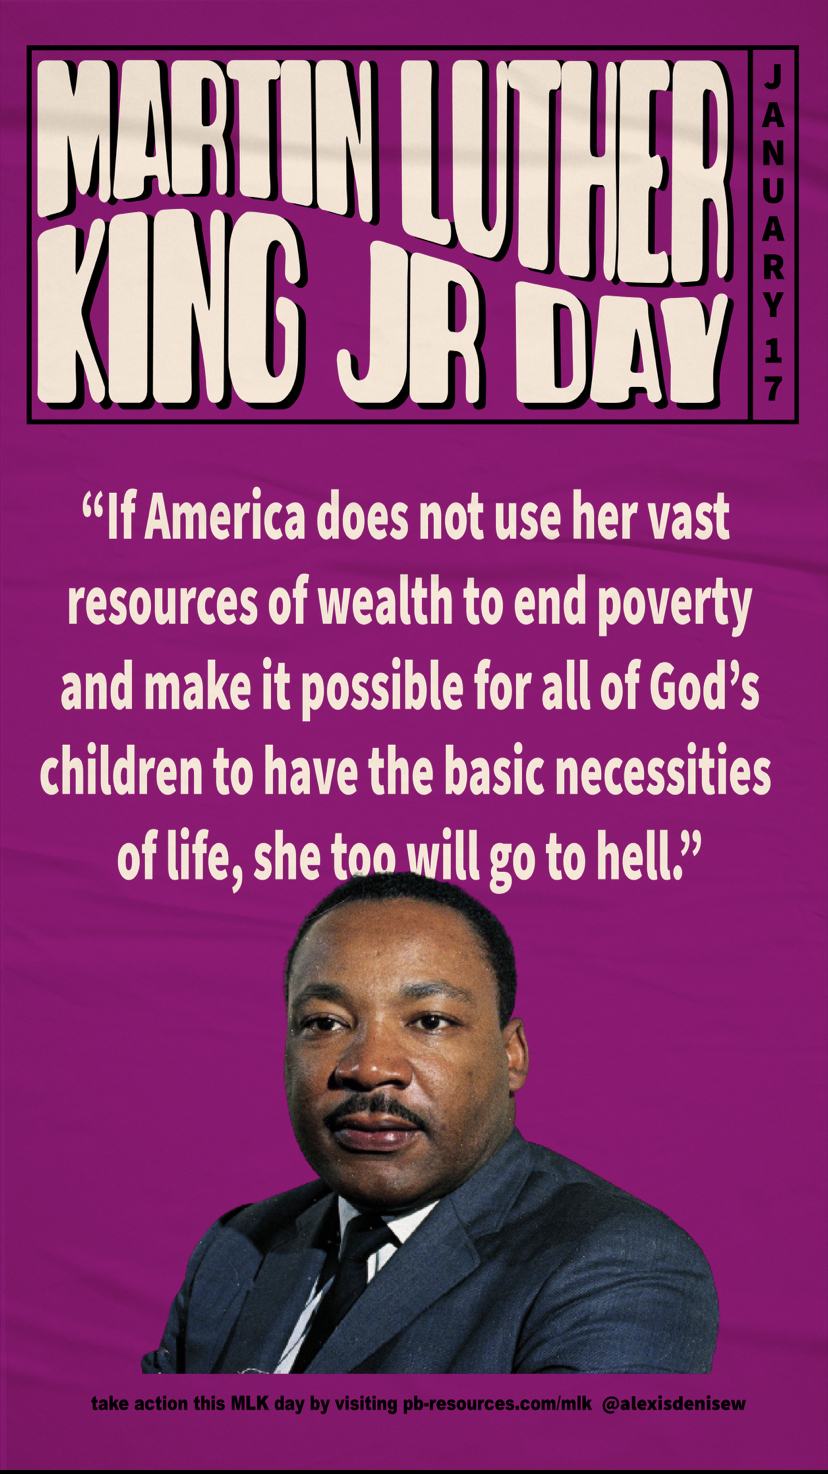 MARTIN LUTHER
KING JR DAY
JANUARY 17
“If America does not use her vast
resources of wealth to end poverty
and make it possible for all of God’s
children to have the basic necessities
of life, she too will go to hell.”
take action this MLK day by visiting pb-resources.com/mlk @alexisdenisew